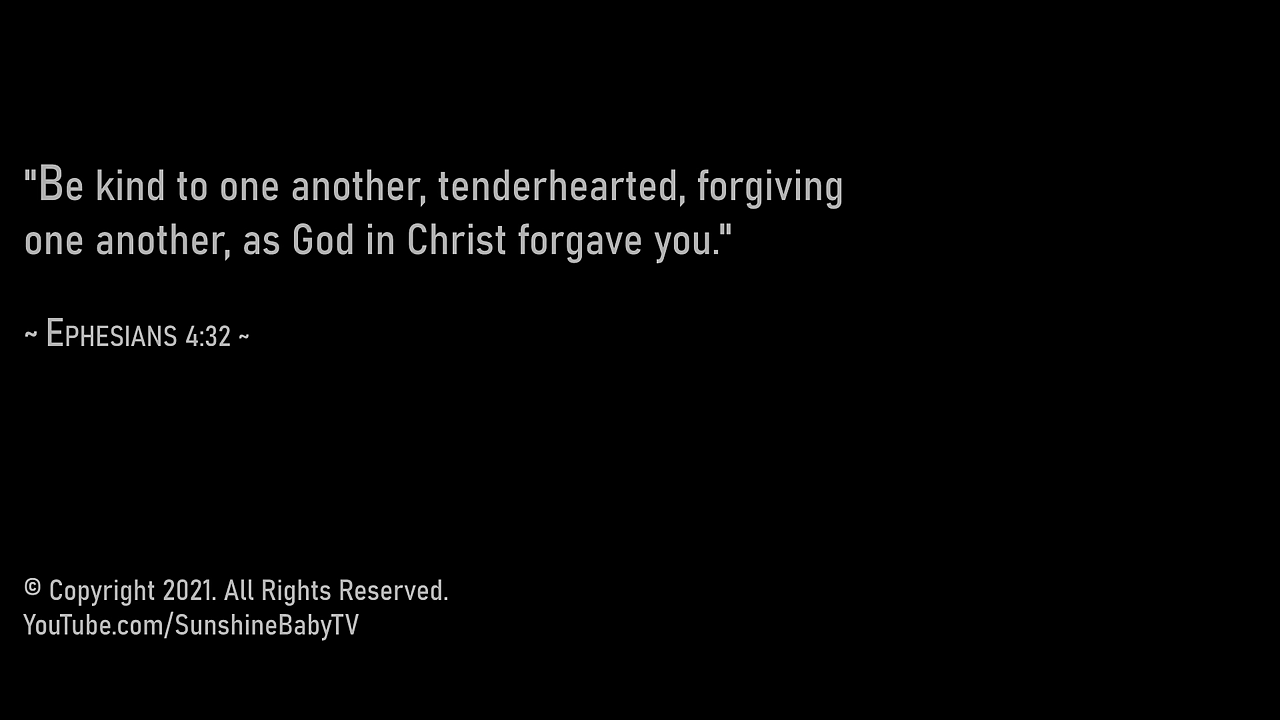 "Be kind to one another, tenderhearted, forgiving
one another, as God in Christ forgave you."
~ EPHESIANS 4:32 ~
© Copyright 2021. All Rights Reserved.
YouTube.com/SunshineBabyTV